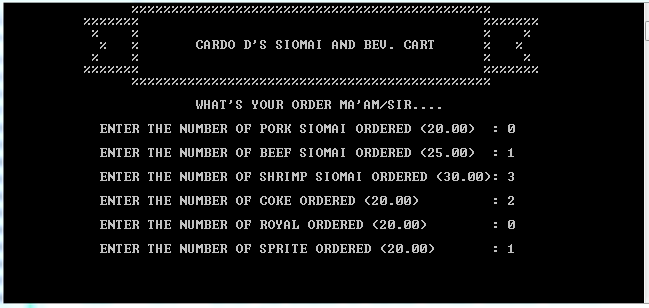 CARDO D'S SIOMAI AND BEV. CART
WHAT'S YOUR ORDER MA'AM/SIR....
ENTER THE NUMBER OF PORK SIOMAI ORDERED (20.00) : 0
ENTER THE NUMBER OF BEEF SIOMAI ORDERED (25.00) : 1
ENTER THE NUMBER OF SHRIMP SIOMAI ORDERED (30.00): 3
ENTER THE NUMBER OF COKE ORDERED (20.00) : 2
ENTER THE NUMBER OF ROYAL ORDERED (20.00) : 0
ENTER THE NUMBER OF SPRITE ORDERED (20.00) : 1